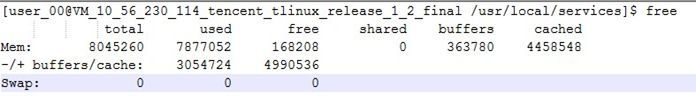 [user_00@VM_10_56_230_114_tencent_tlinux_release_1_2_final /usr/local/services]$ free
             total       used       free     shared    buffers     cached
Mem:       8045260    7877052     168208          0     363780    4458548
-/+ buffers/cache:    3054724    4990536
Swap:            0          0          0